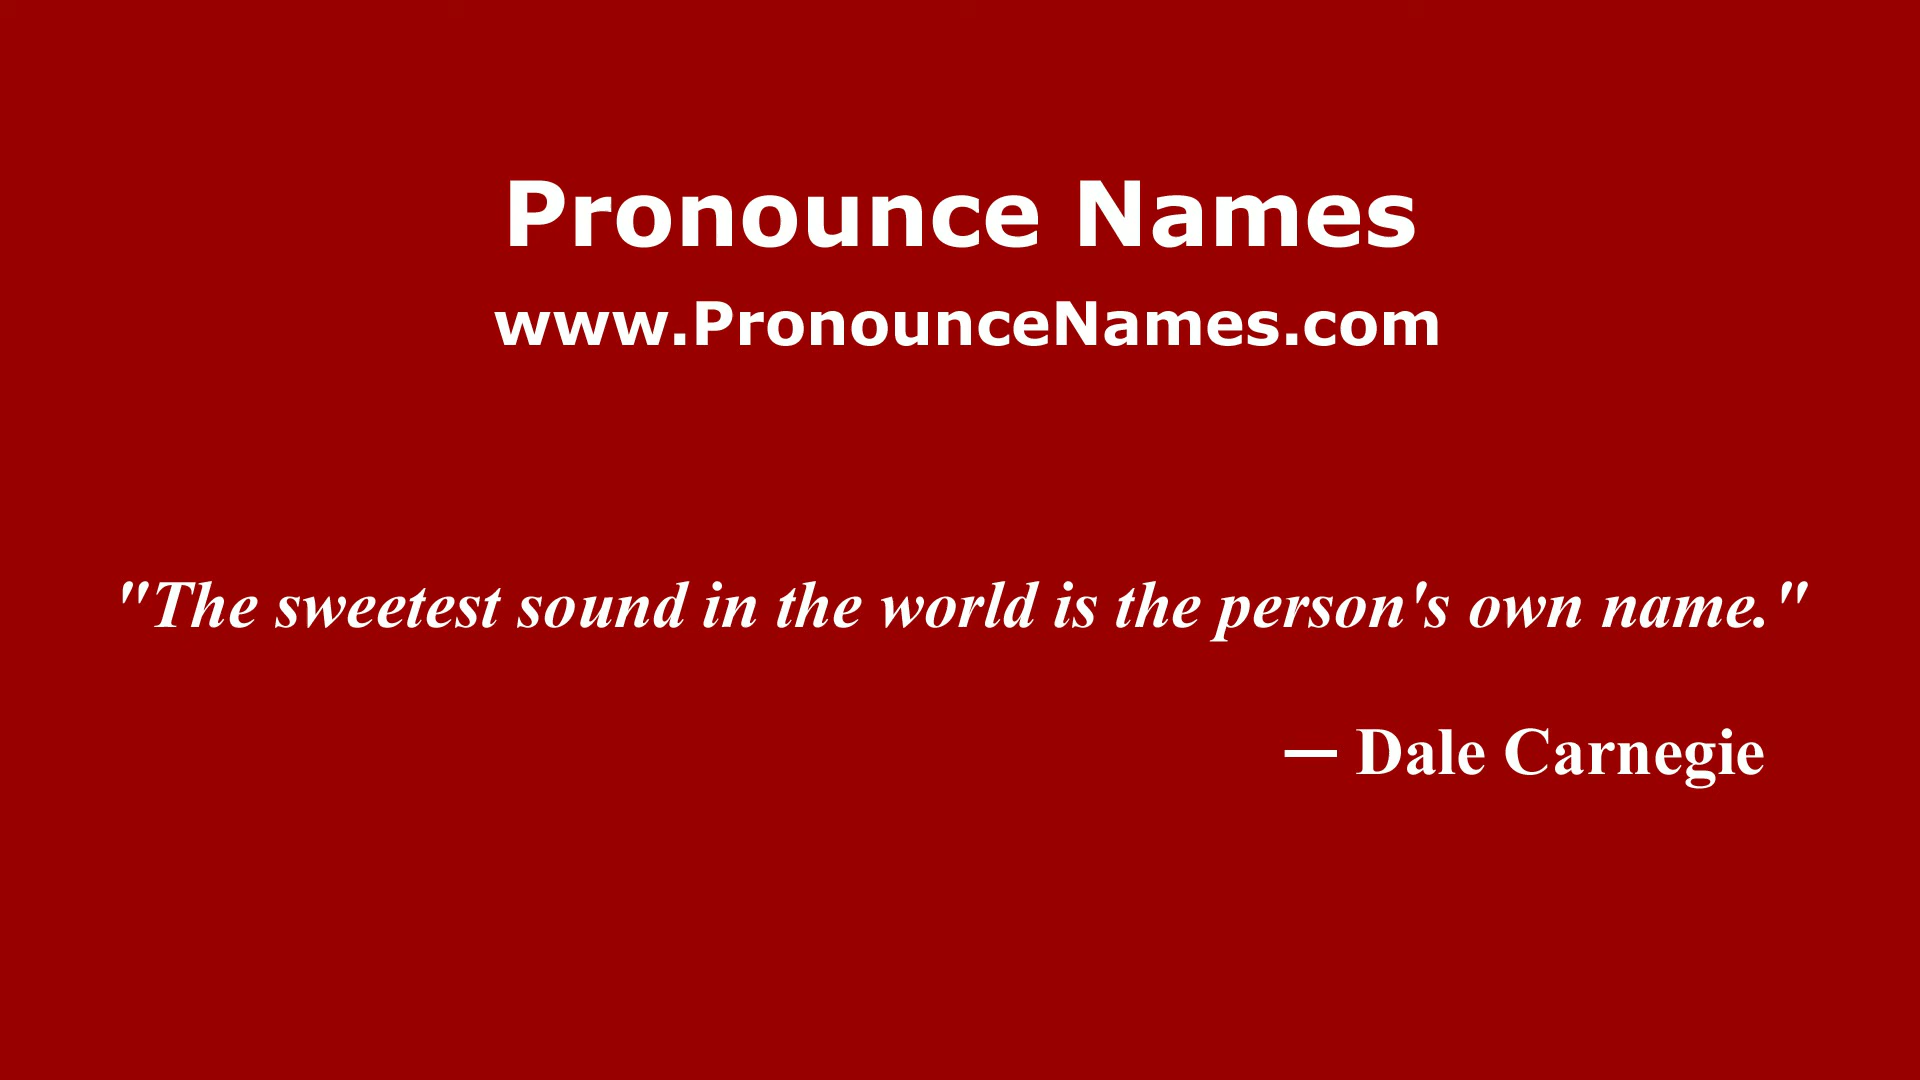 Pronounce Names
www.PronounceNames.com
"The sweetest sound in the world is the person's own name."
— Dale Carnegie